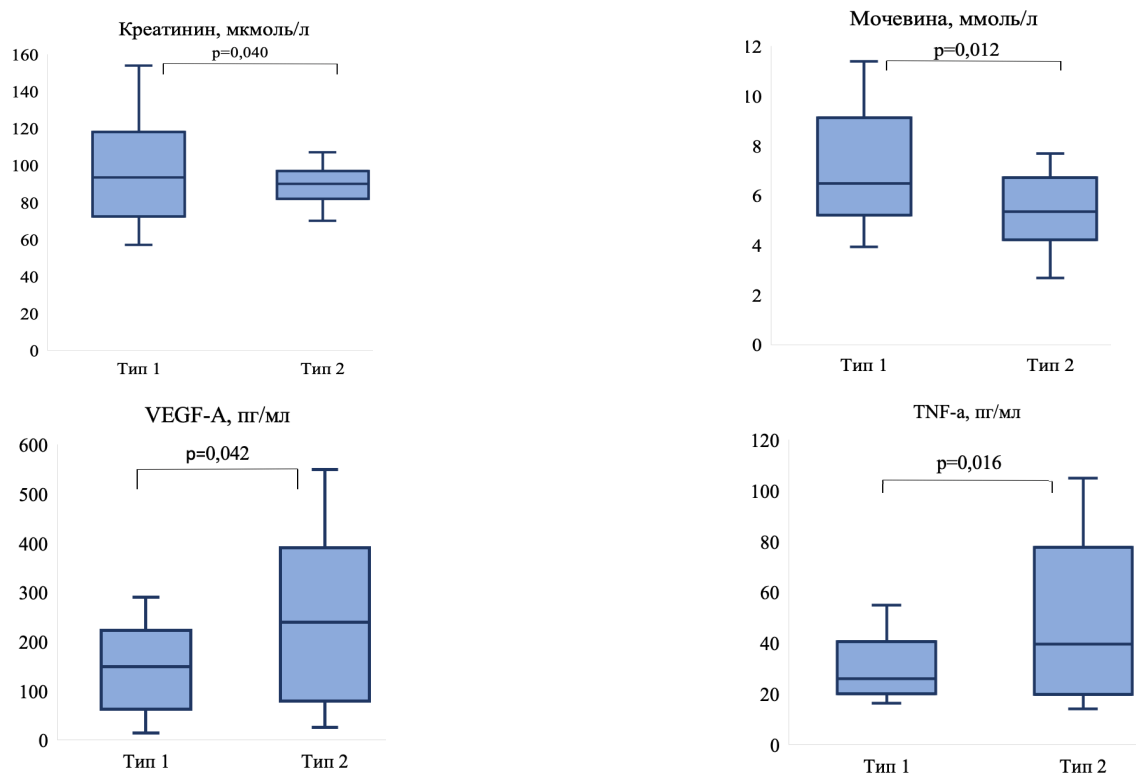 Креатинин, мкмоль/л
p=0,040
160
140
120
100
80
60
40
20
0
Тип 1 Тип 2
Мочевина, ммоль/л
p=0,012
12
10
8
6
4
2
0
Тип 1 Тип 2
VEGF-A, пг/мл
p=0,042
600
500
400
300
200
100
0
Тип 1 Тип 2
TNF-a, пг/мл
p=0,016
120
100
80
60
40
20
0
Тип 1 Тип 2